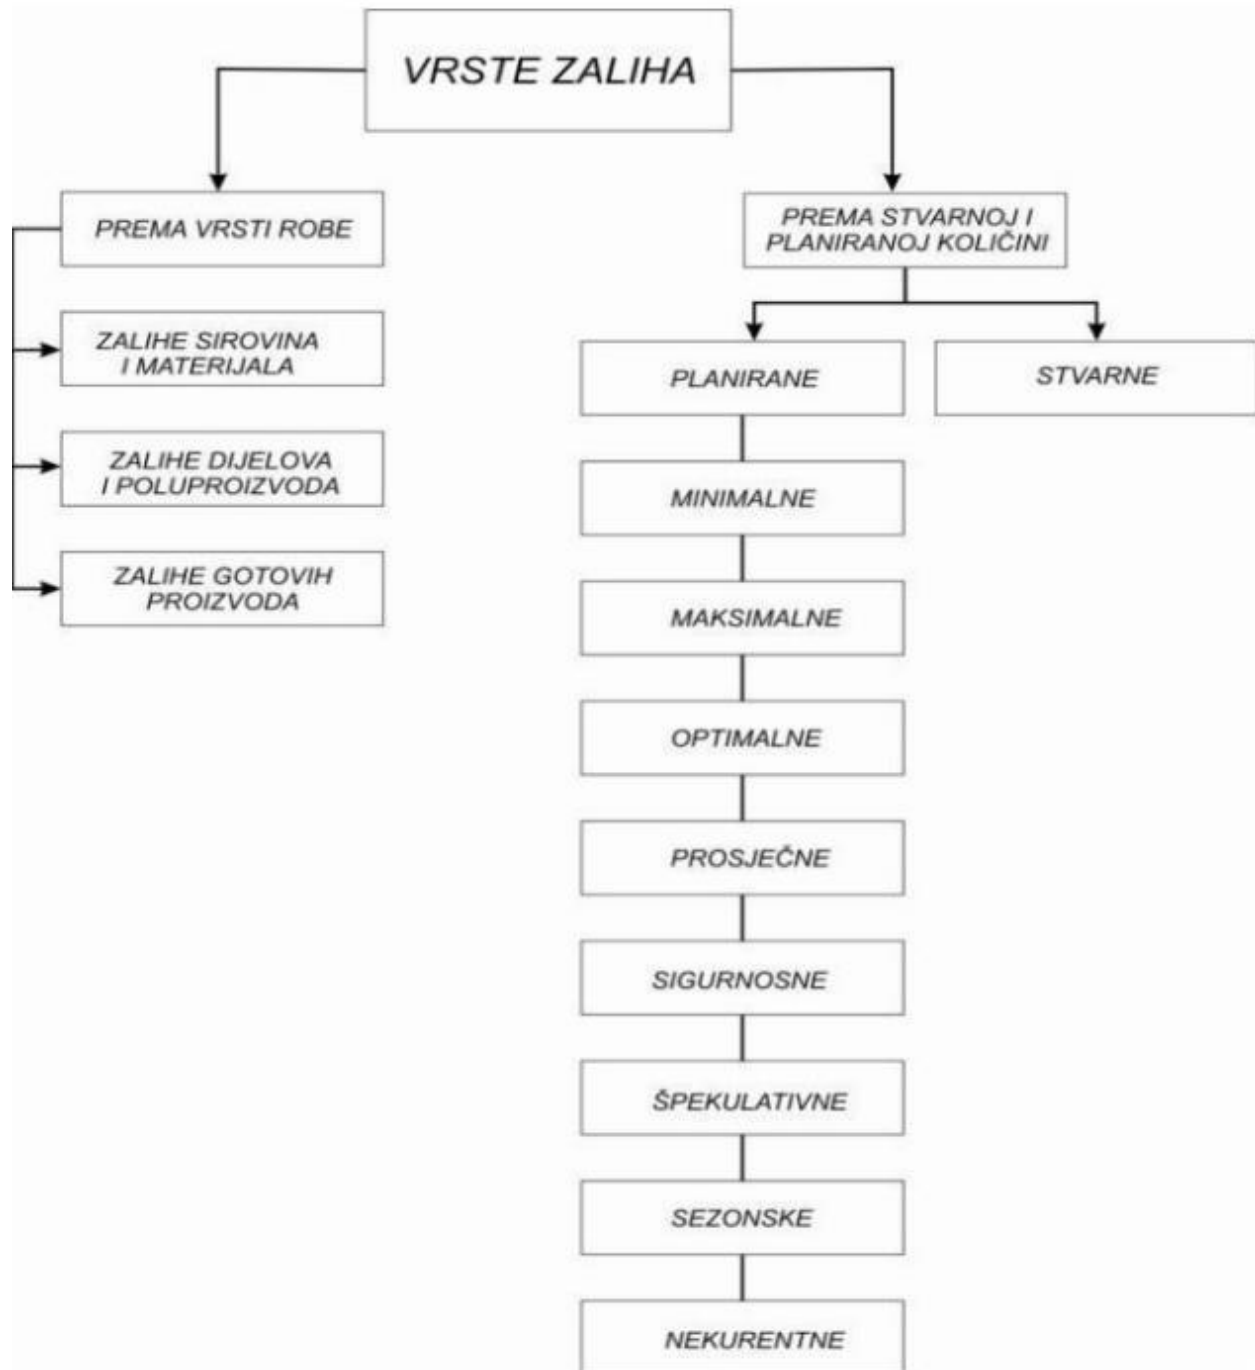 VRSTE ZALIHA
PREMA VRSTI ROBE
ZALIHE SIROVINA
I MATERIJALA
ZALIHE DIJELOVA
I POLUPROIZVODA
ZALIHE GOTOVIH
PROIZVODA
PREMA STVARNOJ I
PLANIRANOJ KOLIČINI
PLANIRANE
STVARNE
MINIMALNE
MAKSIMALNE
OPTIMALNE
PROSJEČNE
SIGURNOSNE
ŠPEKULATIVNE
SEZONSKE
NEKURENTNE